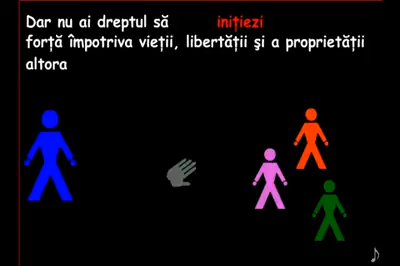 Dar nu ai dreptul să inițiezi
forță împotriva vieții, libertății și a proprietății
altora